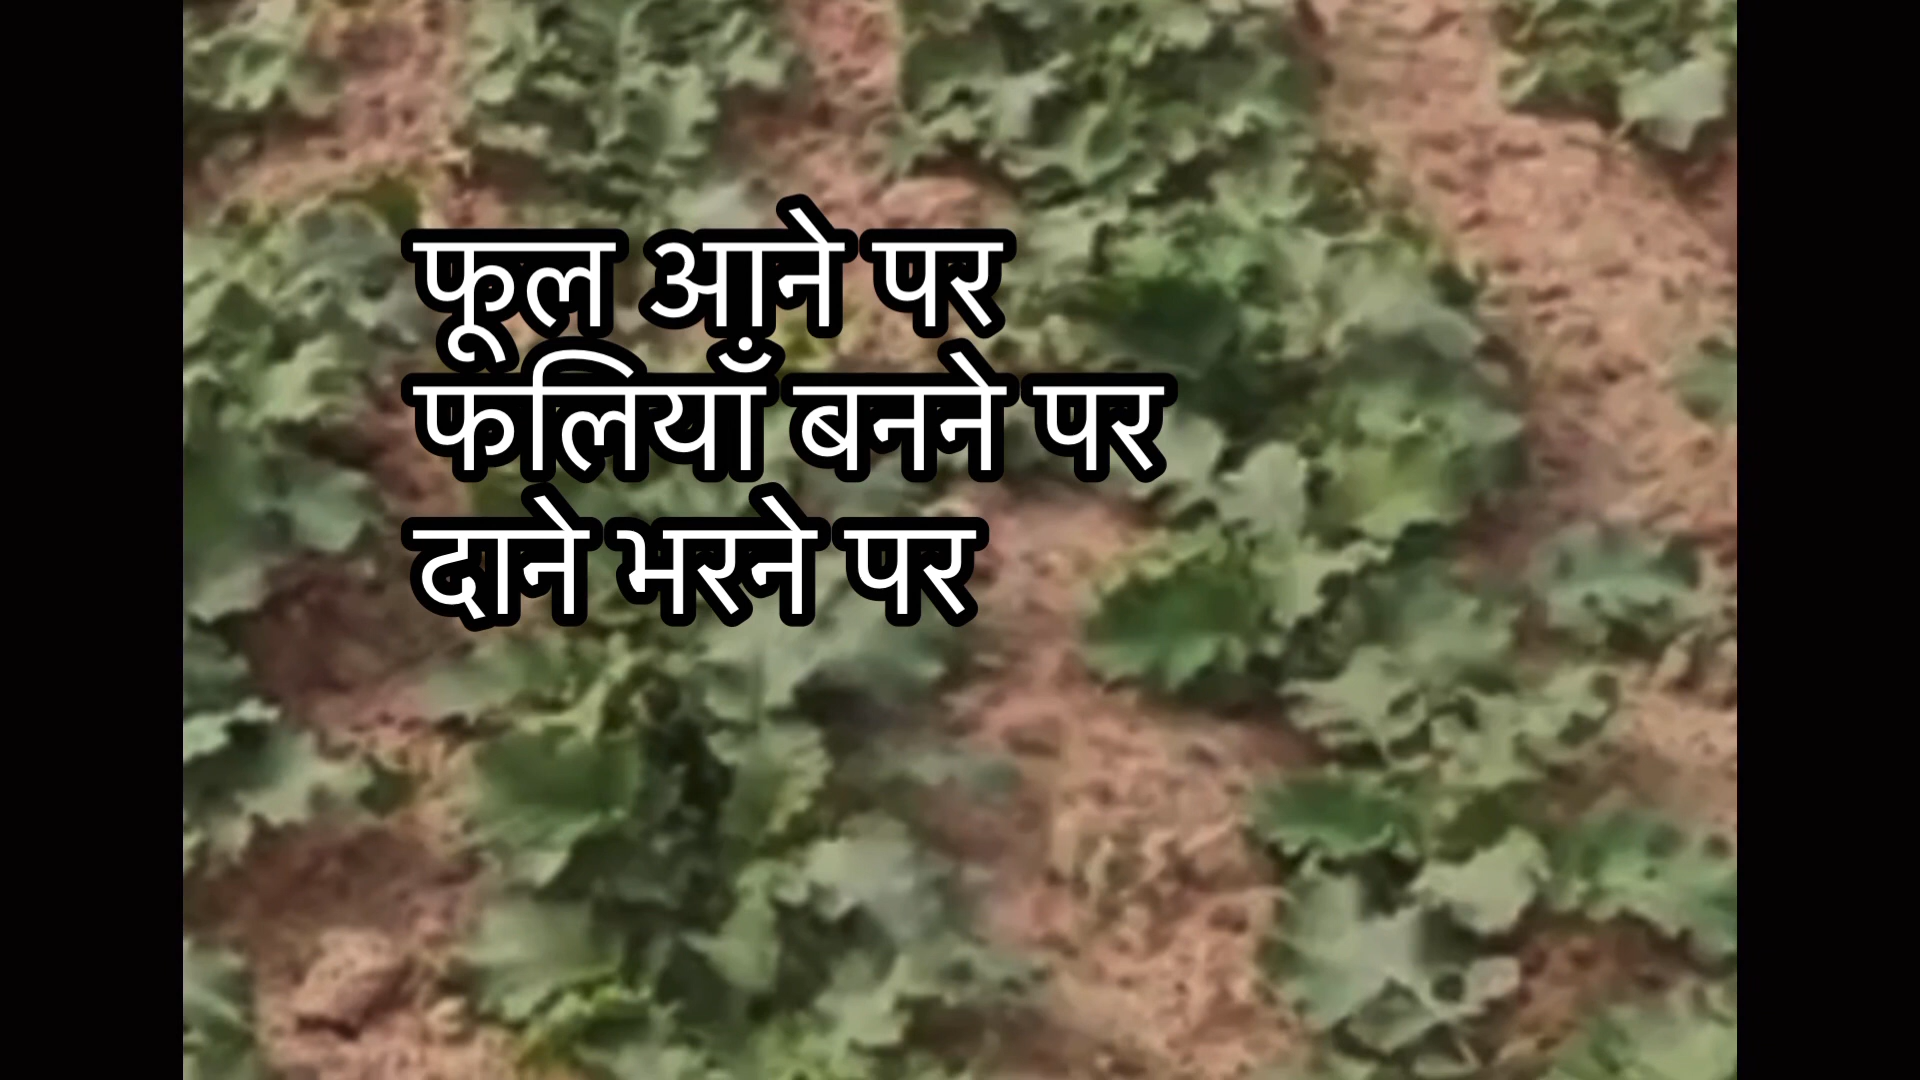 फूल आने पर
फलियाँ बनने पर
दाने भरने पर